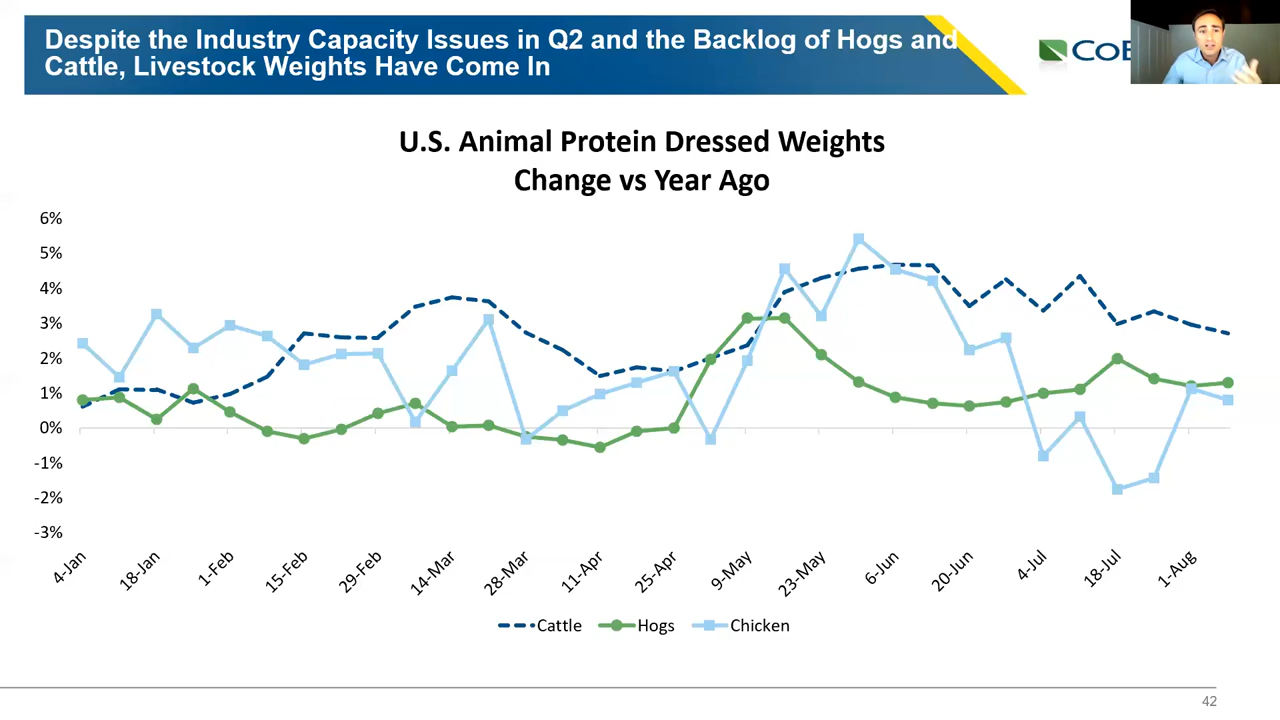 Despite the Industry Capacity Issues in Q2 and the Backlog of Hogs and
Cattle, Livestock Weights Have Come In
U.S. Animal Protein Dressed Weights
Change vs Year Ago
6%
5%
4%
3%
2%
1%
0%
-1%
-2%
-3%
4-Jan
18-Jan
1-Feb
15-Feb
29-Feb
14-Mar
28-Mar
11-Apr
25-Apr
9-May
23-May
6-Jun
20-Jun
4-Jul
18-Jul
1-Aug
Cattle Hogs Chicken
42